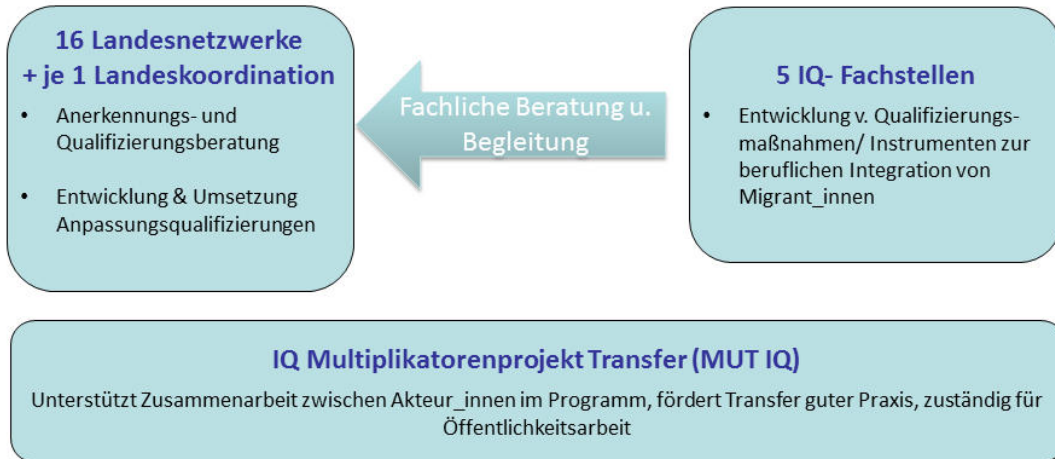 16 Landesnetzwerke
+ je 1 Landeskoordination
• Anerkennungs- und
Qualifizierungsberatung
• Entwicklung & Umsetzung
Anpassungsqualifizierungen
Fachliche Beratung u.
Begleitung
5 IQ- Fachstellen
• Entwicklung v. Qualifizierungs-
maßnahmen/ Instrumenten zur
beruflichen Integration von
Migrant_innen
IQ Multiplikatorenprojekt Transfer (MUT IQ)
Unterstützt Zusammenarbeit zwischen Akteur_innen im Programm, fördert Transfer guter Praxis, zuständig für
Öffentlichkeitsarbeit